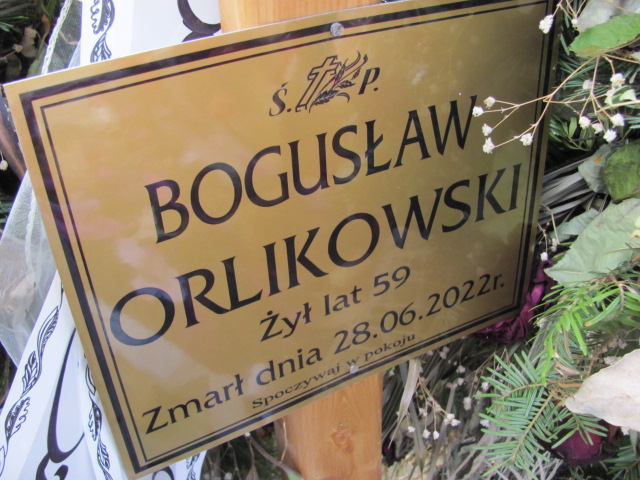 Ś. P.
BOGUSŁAW
ORLIKOWSKI
Żył lat 59
Zmarł dnia 28.06.2022r.
Spoczywaj w pokoju